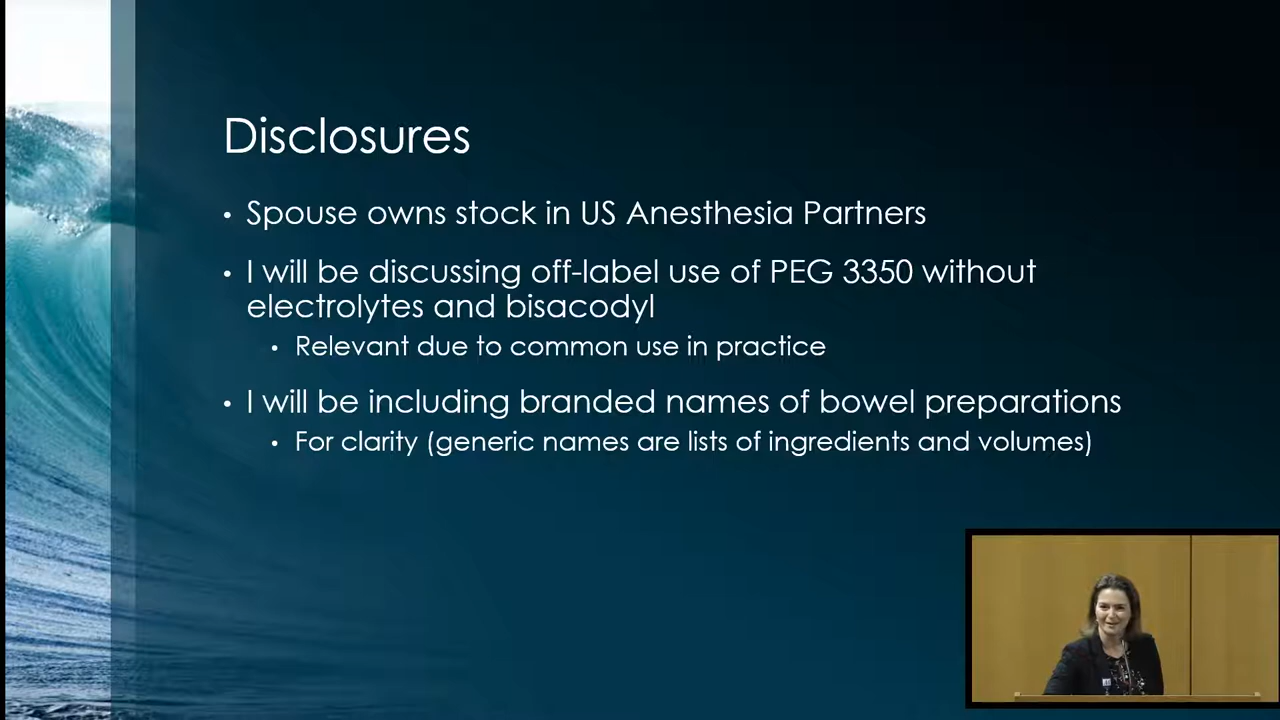 Disclosures
• Spouse owns stock in US Anesthesia Partners
• I will be discussing off-label use of PEG 3350 without
electrolytes and bisacodyl
• Relevant due to common use in practice
• I will be including branded names of bowel preparations
• For clarity (generic names are lists of ingredients and volumes)